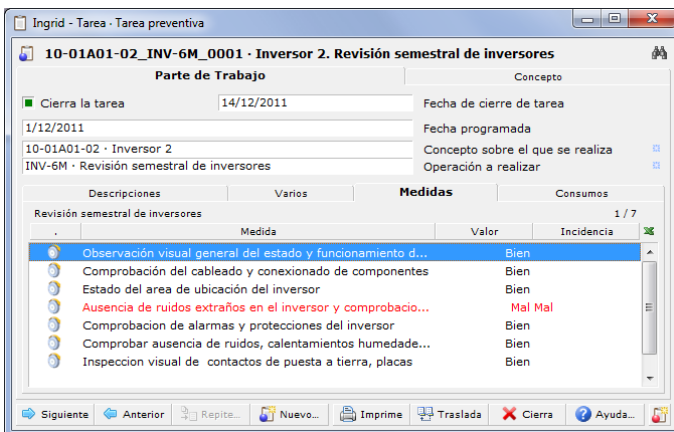 Ingrid - Tarea · Tarea preventiva
10-01A01-02_INV-6M_0001 · Inversor 2. Revisión semestral de inversores
Parte de Trabajo Concepto
Cierra la tarea 14/12/2011 Fecha de cierre de tarea
1/12/2011 Fecha programada
10-01A01-02 · Inversor 2 Concepto sobre el que se realiza
INV-6M · Revisión semestral de inversores Operación a realizar
Descripciones Varios Medidas Consumos
Revisión semestral de inversores 1 / 7
. Medida Valor Incidencia
Observación visual general del estado y funcionamiento d... Bien
Comprobación del cableado y conexionado de componentes Bien
Estado del area de ubicación del inversor Bien
Ausencia de ruidos extraños en el inversor y comprobacio... Mal Mal
Comprobacion de alarmas y protecciones del inversor Bien
Comprobar ausencia de ruidos, calentamientos humedade... Bien
Inspeccion visual de contactos de puesta a tierra, placas Bien
Siguiente Anterior Repite... Nuevo... Imprime Traslada Cierra Ayuda...